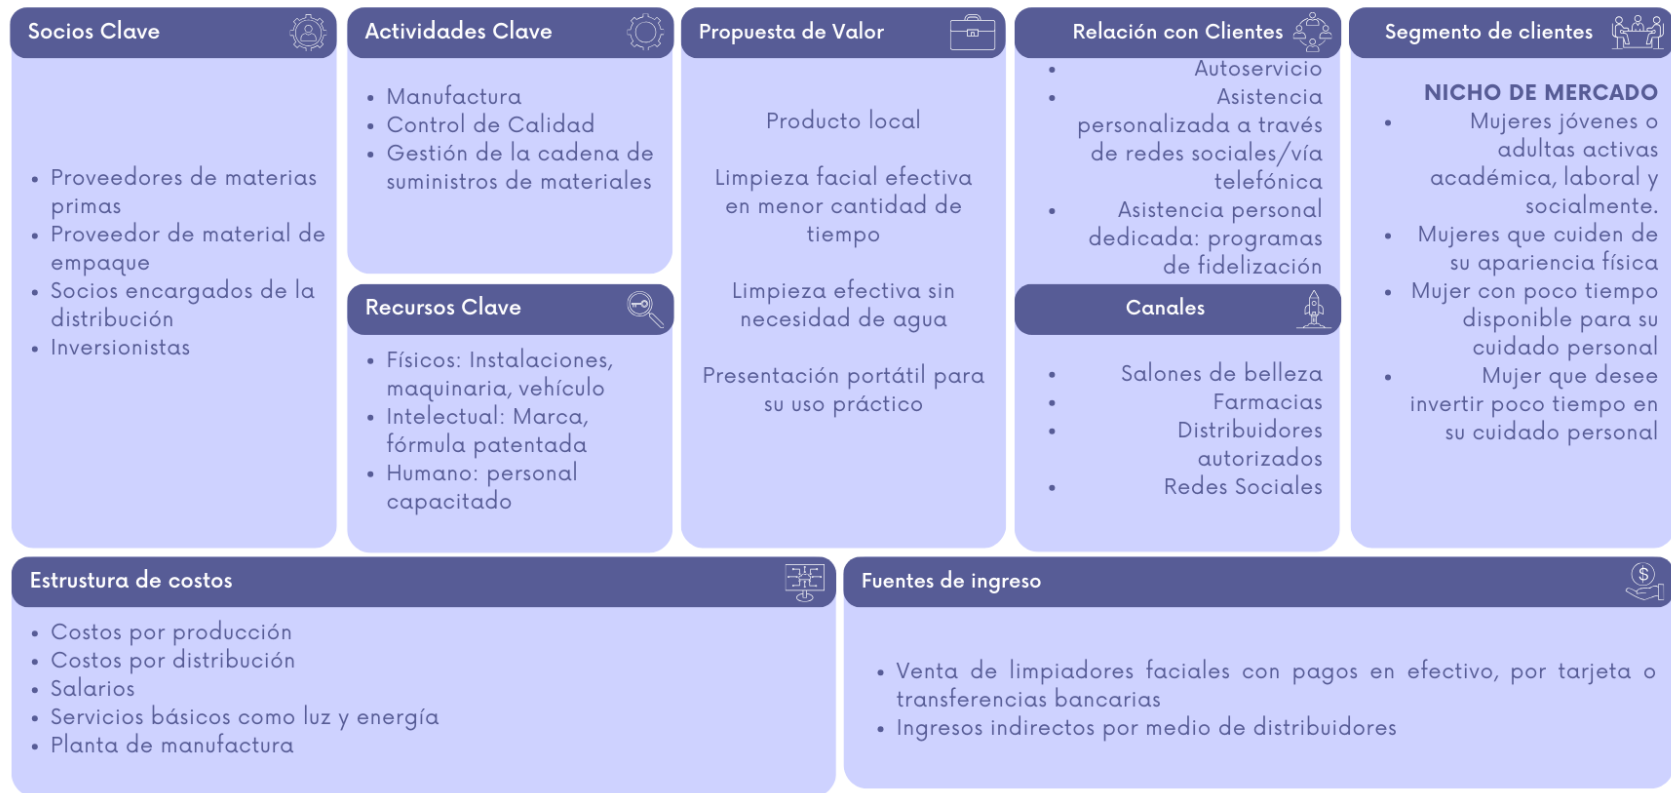 Socios Clave
• Proveedores de materias
primas
• Proveedor de material de
empaque
• Socios encargados de la
distribución
• Inversionistas
Actividades Clave
• Manufactura
• Control de Calidad
• Gestión de la cadena de
suministros de materiales
Recursos Clave
• Físicos: Instalaciones,
maquinaria, vehículo
• Intelectual: Marca,
fórmula patentada
• Humano: personal
capacitado
Propuesta de Valor
Producto local
Limpieza facial efectiva
en menor cantidad de
tiempo
Limpieza efectiva sin
necesidad de agua
Presentación portátil para
su uso práctico
Relación con Clientes
• Autoservicio
• Asistencia
personalizada a través
de redes sociales/vía
telefónica
• Asistencia personal
dedicada: programas
de fidelización
Canales
• Salones de belleza
• Farmacias
• Distribuidores
autorizados
• Redes Sociales
Segmento de clientes
NICHO DE MERCADO
• Mujeres jóvenes o
adultas activas
académica, laboral y
socialmente.
• Mujeres que cuiden de
su apariencia física
• Mujer con poco tiempo
disponible para su
cuidado personal
• Mujer que desee
invertir poco tiempo en
su cuidado personal
Estrustura de costos
• Costos por producción
• Costos por distribución
• Salarios
• Servicios básicos como luz y energía
• Planta de manufactura
Fuentes de ingreso
$
• Venta de limpiadores faciales con pagos en efectivo, por tarjeta o
transferencias bancarias
• Ingresos indirectos por medio de distribuidores